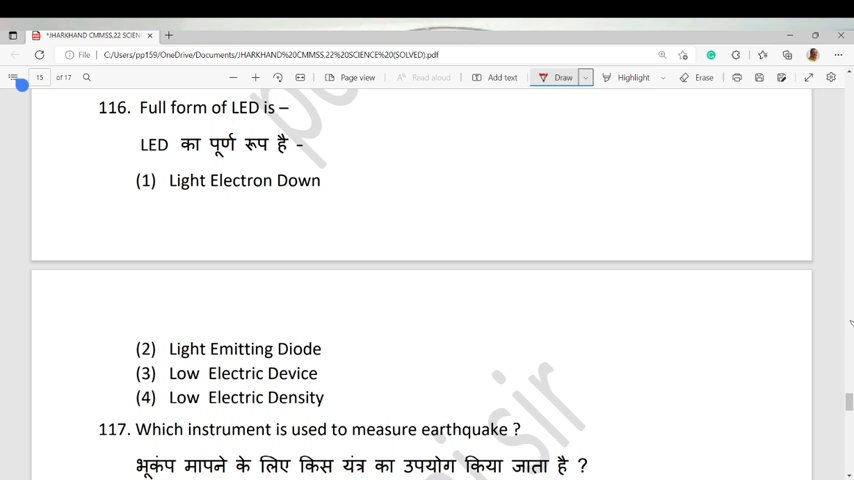 *JHARKHAND CMMSS,22 SCIEN
File
C:/Users/pp159/OneDrive/Documents/JHARKHAND%20CMMSS,22%20SCIENCE%20(SOLVED).pdf
15 of 17
Page view
Read aloud
Add text
Draw
Highlight
Erase
116. Full form of LED is –
LED का पूर्ण रूप है -
(1) Light Electron Down
(2) Light Emitting Diode
(3) Low Electric Device
(4) Low Electric Density
117. Which instrument is used to measure earthquake ?
भूकंप मापने के लिए किस यंत्र का उपयोग किया जाता है ?
sir